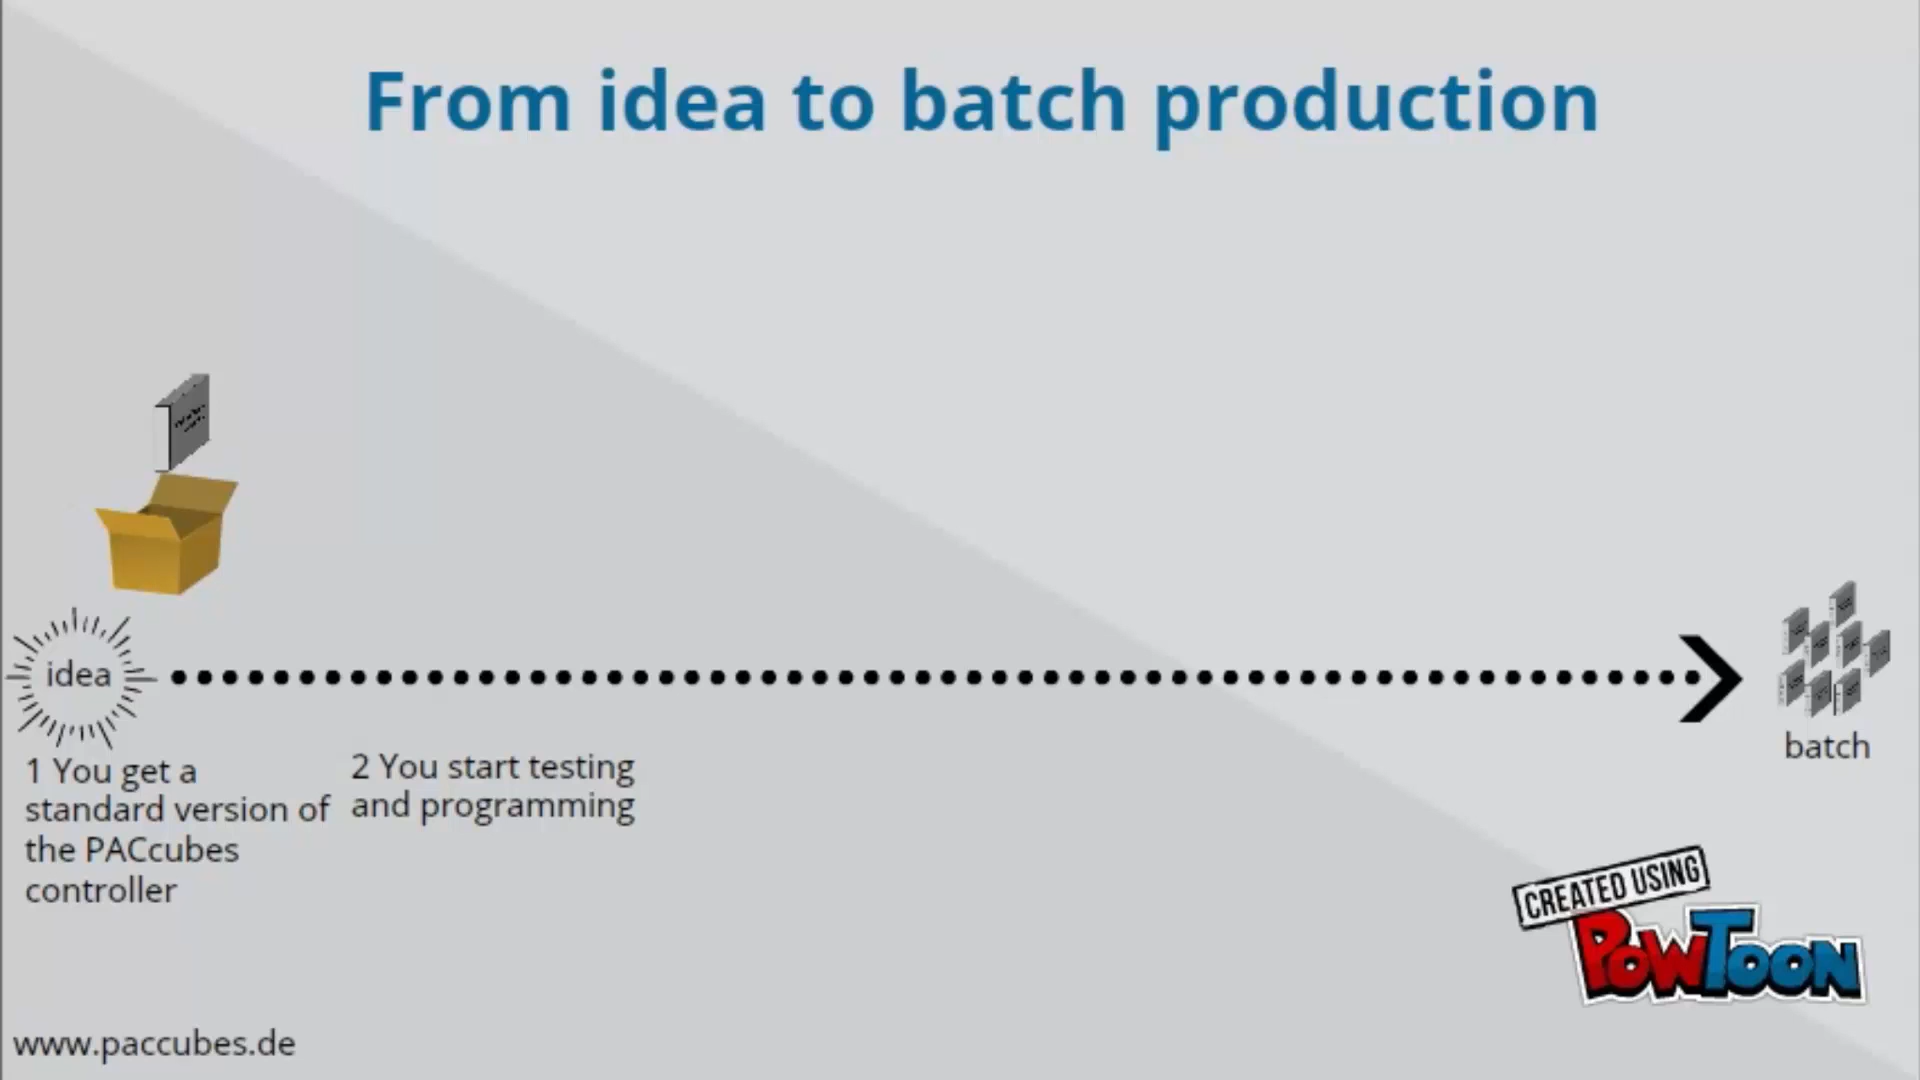 From idea to batch production
idea
batch
1 You get a
standard version of
the PACcubes
controller
2 You start testing
and programming
CREATED USING
POWTOON
www.paccubes.de